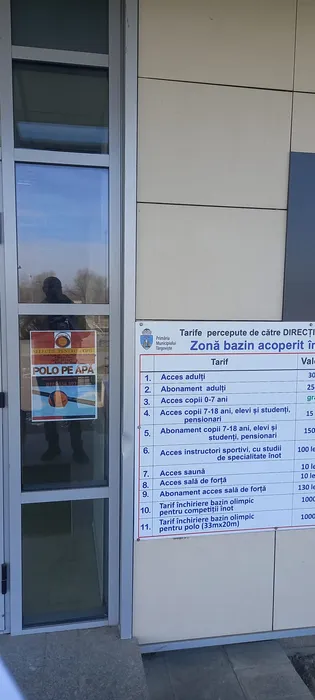 POLO PE APA
Primăria
Municipiului
Târgoviște
Tarife percepute de către DIRECȚI
Zonă bazin acoperit în
Tarif Val
1. Acces adulți 30
2. Abonament adulți 25
3. Acces copii 0-7 ani gr
4. Acces copii 7-18 ani, elevi și studenți,
pensionari 15
5. Abonament copii 7-18 ani, elevi și
studenți, pensionari 150
6. Acces instructori sportivi, cu studii
de specialitate înot 100 le
7. Acces saună 10 le
8. Acces sală de forță 10 le
9. Abonament acces sală de forță 130 le
10. Tarif închiriere bazin olimpic
pentru competiții înot 1000
11. Tarif închiriere bazin olimpic
pentru polo (33mx20m) 1000